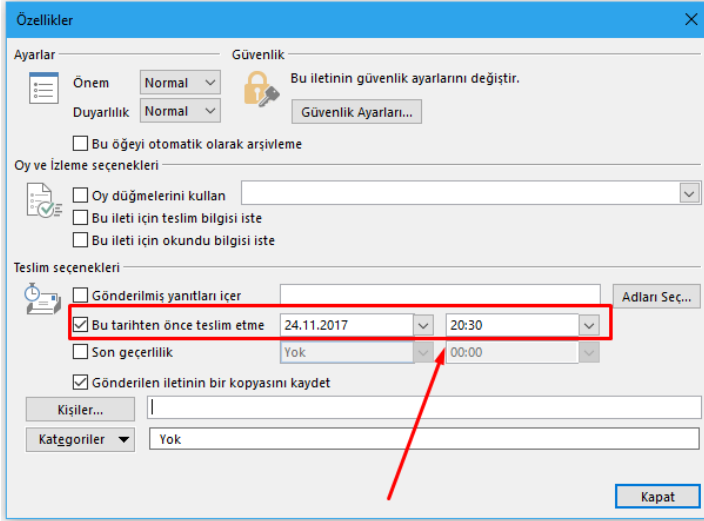 Özellikler
Ayarlar
Güvenlik
Önem Normal
Bu iletinin güvenlik ayarlarını değiştir.
Duyarlılık Normal
Güvenlik Ayarları...
Bu öğeyi otomatik olarak arşivleme
Oy ve İzleme seçenekleri
Oy düğmelerini kullan
Bu ileti için teslim bilgisi iste
Bu ileti için okundu bilgisi iste
Teslim seçenekleri
Gönderilmiş yanıtları içer
Adları Seç...
Bu tarihten önce teslim etme 24.11.2017 20:30
Son geçerlilik Yok 00:00
Gönderilen iletinin bir kopyasını kaydet
Kişiler...
Kategoriler Yok
Kapat